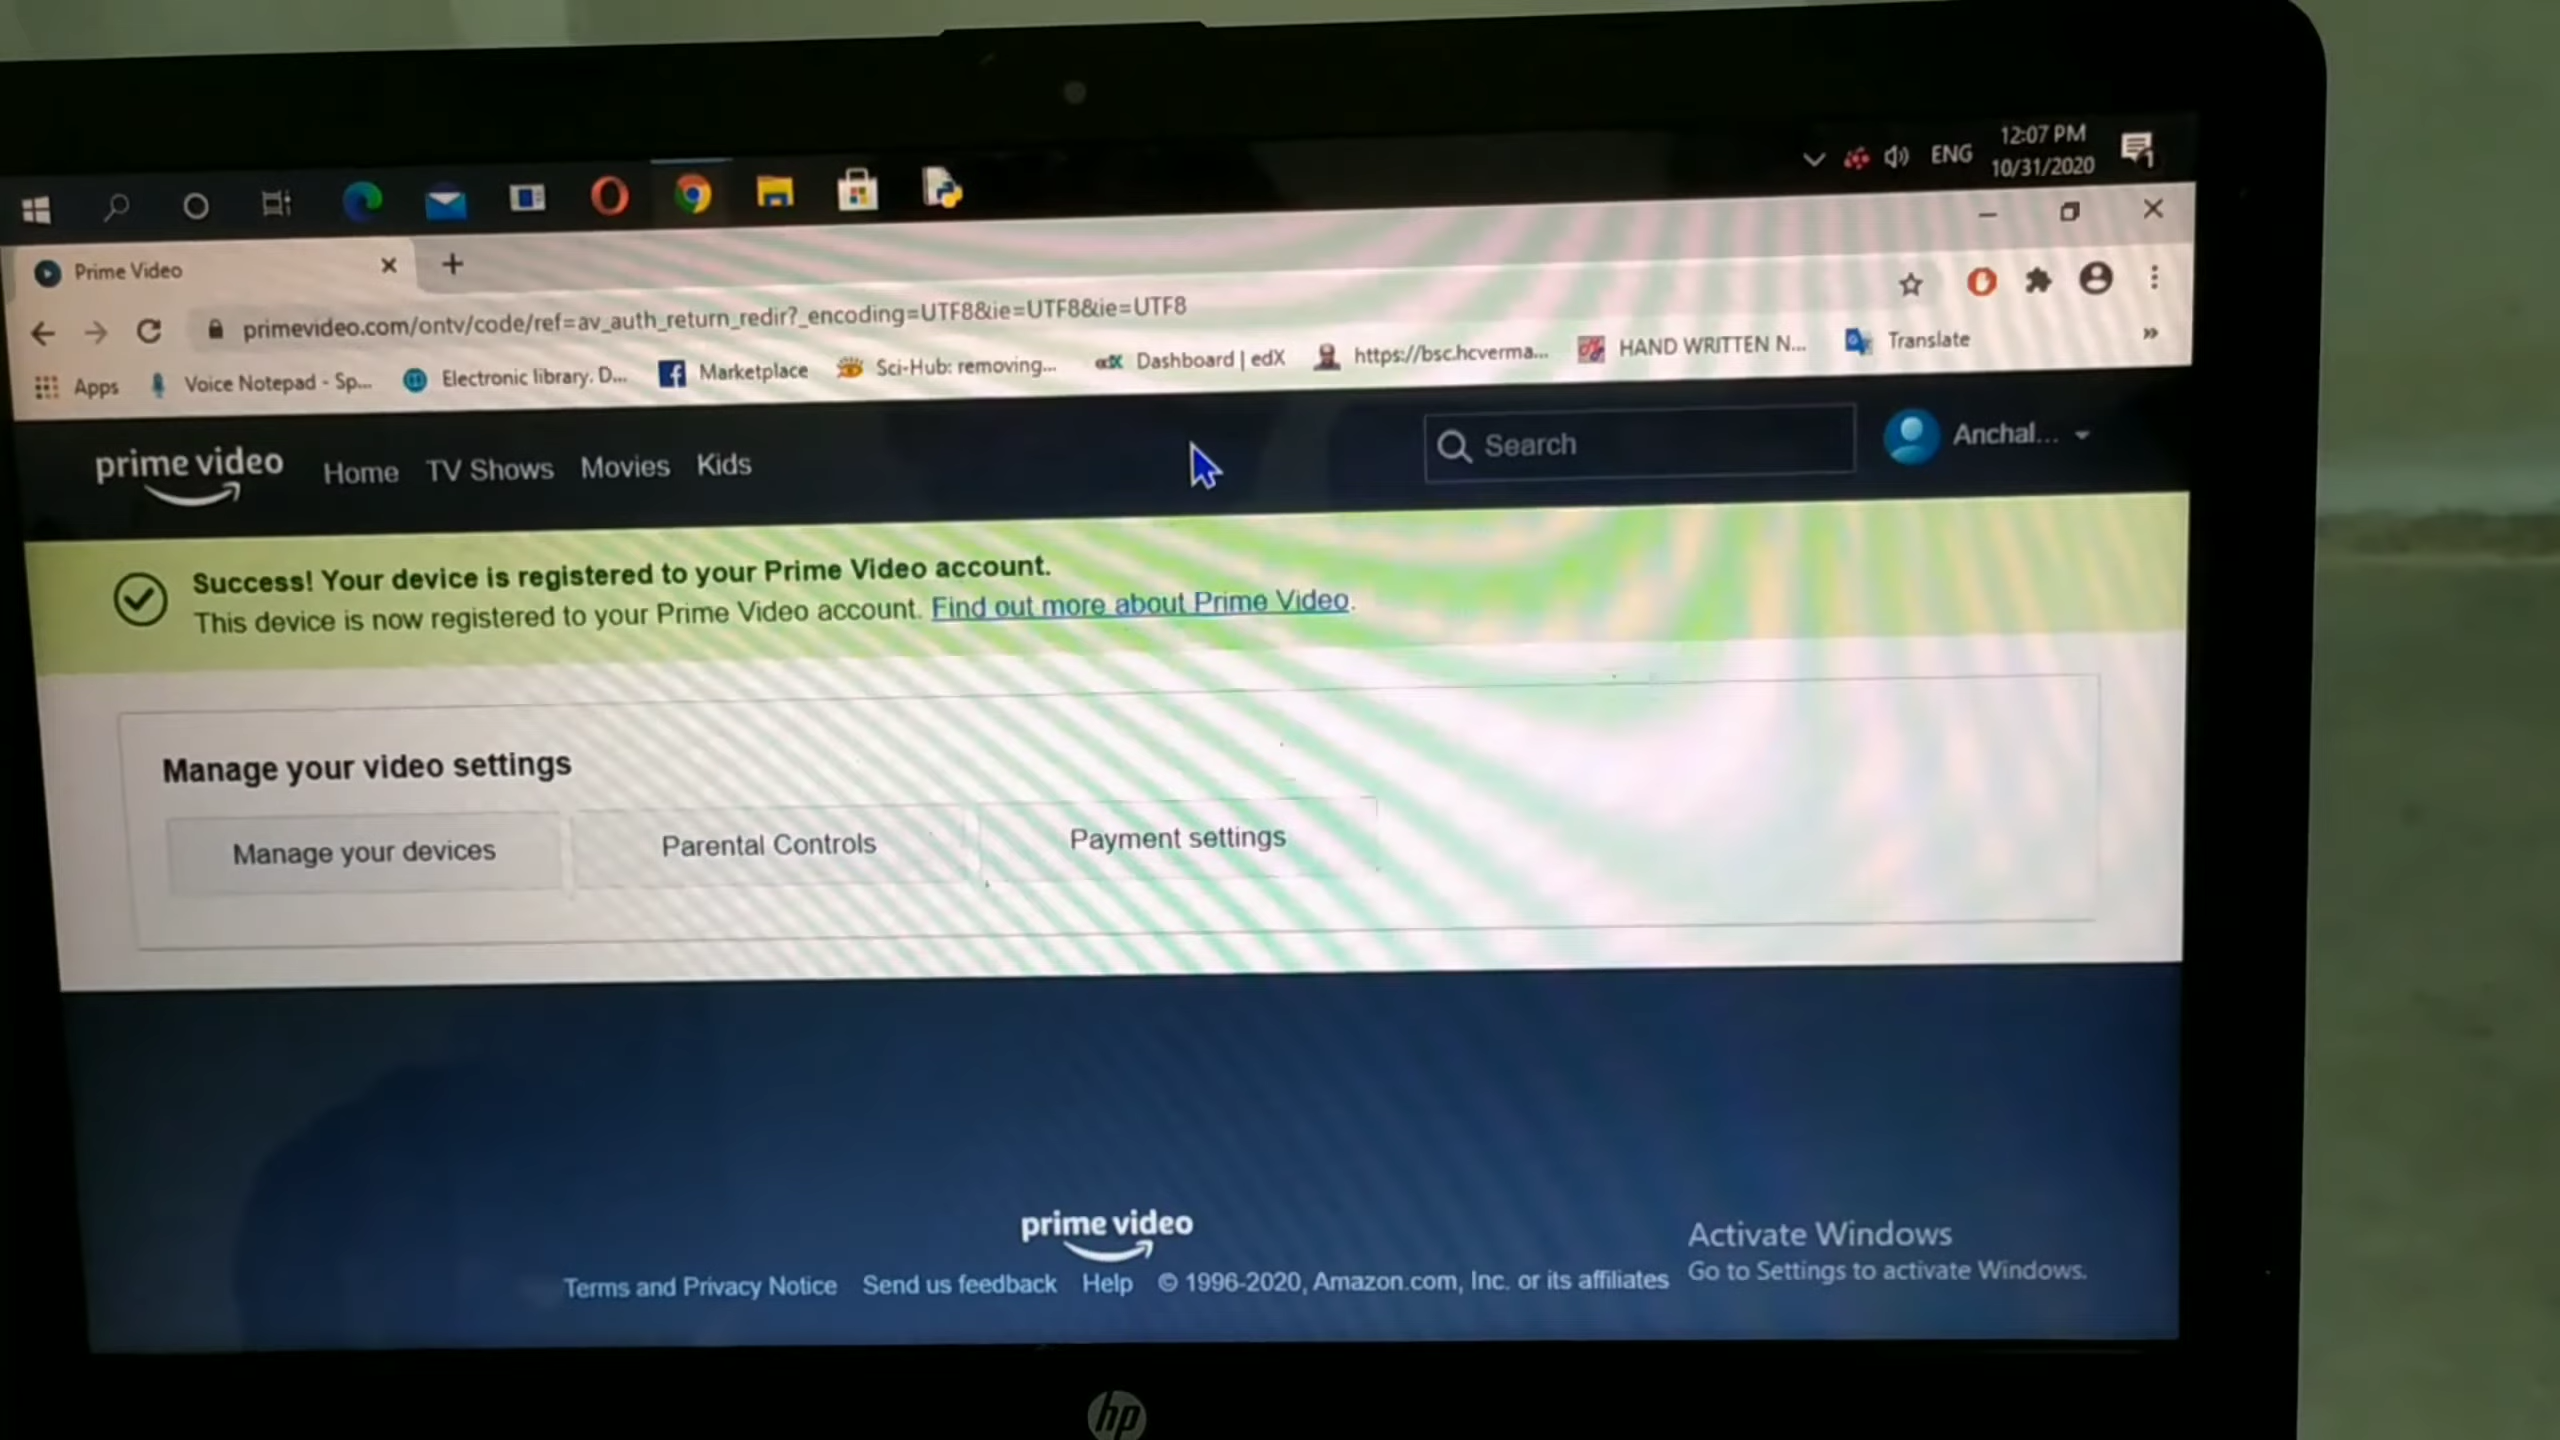 12:07 PM
ENG
10/31/2020
1
Prime Video
primevideo.com/ontv/code/ref=av_auth_return_redir?_encoding=UTF8&ie=UTF8&ie=UTF8
Apps Voice Notepad - Sp... Electronic library. D... Marketplace Sci-Hub: removing... edX Dashboard | edX https://bsc.hcverma... HAND WRITTEN N... Translate
prime video Home TV Shows Movies Kids Search Anchal...
Success! Your device is registered to your Prime Video account.
This device is now registered to your Prime Video account. Find out more about Prime Video.
Manage your video settings
Manage your devices Parental Controls Payment settings
prime video
Activate Windows
Go to Settings to activate Windows.
Terms and Privacy Notice Send us feedback Help © 1996-2020, Amazon.com, Inc. or its affiliates
hp